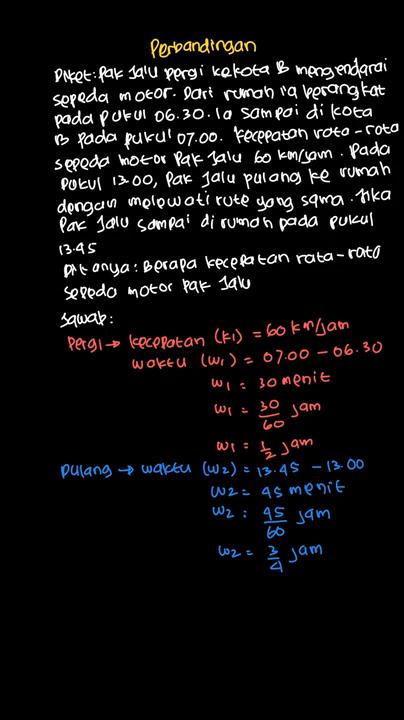 Perbandingan
Diket: Pak Jalu pergi ke kota B mengendarai
sepeda motor. Dari rumah ia berangkat
pada pukul 06.30. Ia sampai di kota
B pada pukul 07.00. Kecepatan rata-rata
sepeda motor Pak Jalu 60 km/jam. Pada
pukul 13.00, Pak Jalu pulang ke rumah
dengan melewati rute yang sama. Jika
Pak Jalu sampai di rumah pada pukul
13.45
Ditanya: Berapa kecepatan rata-rata
sepeda motor Pak Jalu
Jawab:
Pergi → kecepatan (k1) = 60 km/jam
waktu (w1) = 07.00 - 06.30
w1 = 30 menit
w1 = 30/60 jam
w1 = 1/2 jam
Pulang → waktu (w2) = 13.45 - 13.00
w2 = 45 menit
w2 = 45/60 jam
w2 = 3/4 jam